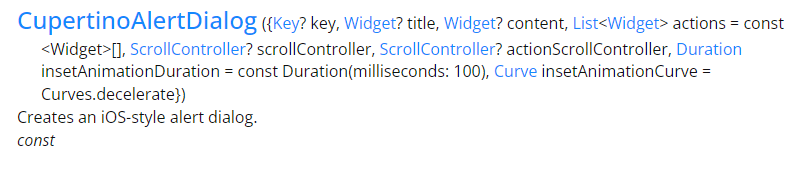 CupertinoAlertDialog ({Key? key, Widget? title, Widget? content, List<Widget> actions = const
<Widget>[], ScrollController? scrollController, ScrollController? actionScrollController, Duration
insetAnimationDuration = const Duration(milliseconds: 100), Curve insetAnimationCurve =
Curves.decelerate})
Creates an iOS-style alert dialog.
const